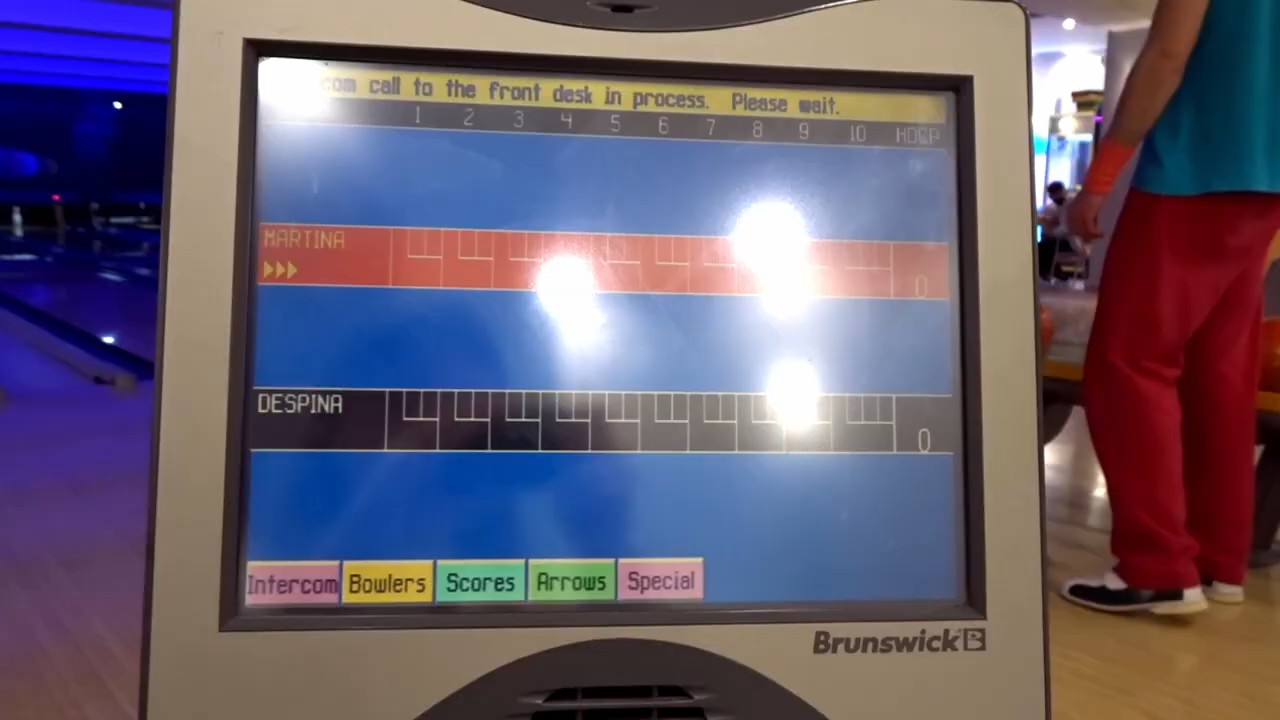 call to the front desk in process. Please wait.
1 2 3 4 5 6 7 8 9 10 HDCP
MARTINA
0
DESPINA
0
Intercom Bowlers Scores Arrows Special
Brunswick B